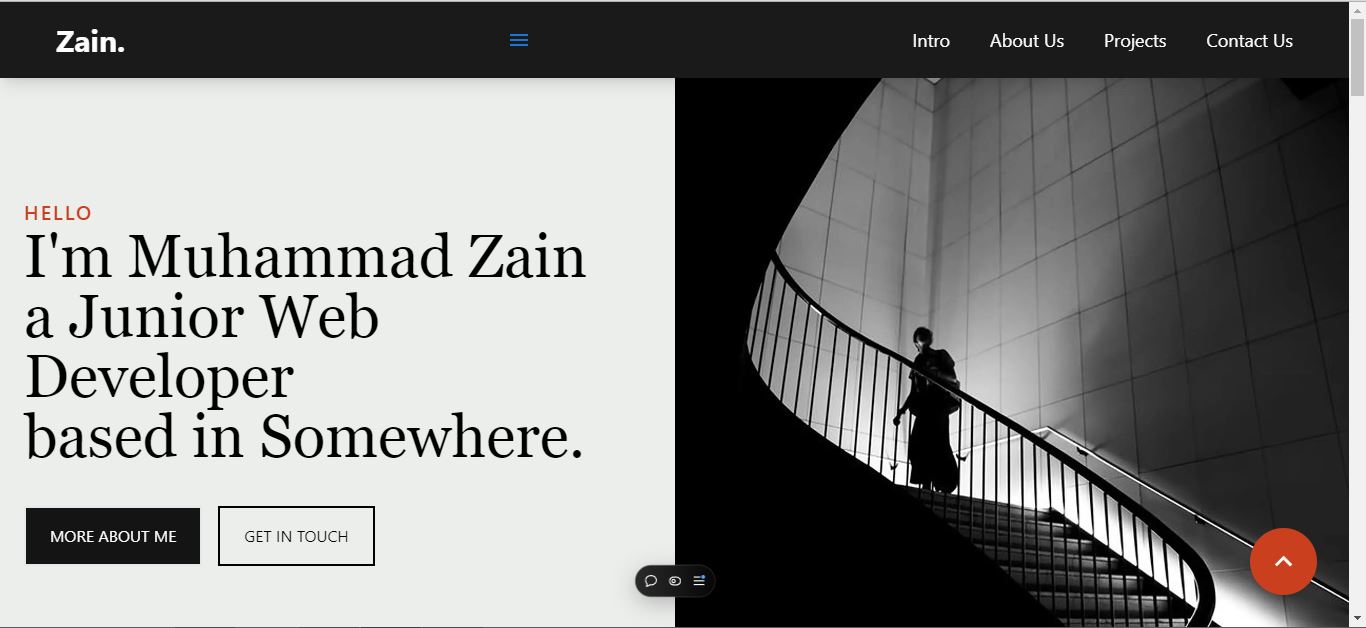 Zain.
Intro
About Us
Projects
Contact Us
HELLO
I'm Muhammad Zain
a Junior Web
Developer
based in Somewhere.
MORE ABOUT ME
GET IN TOUCH